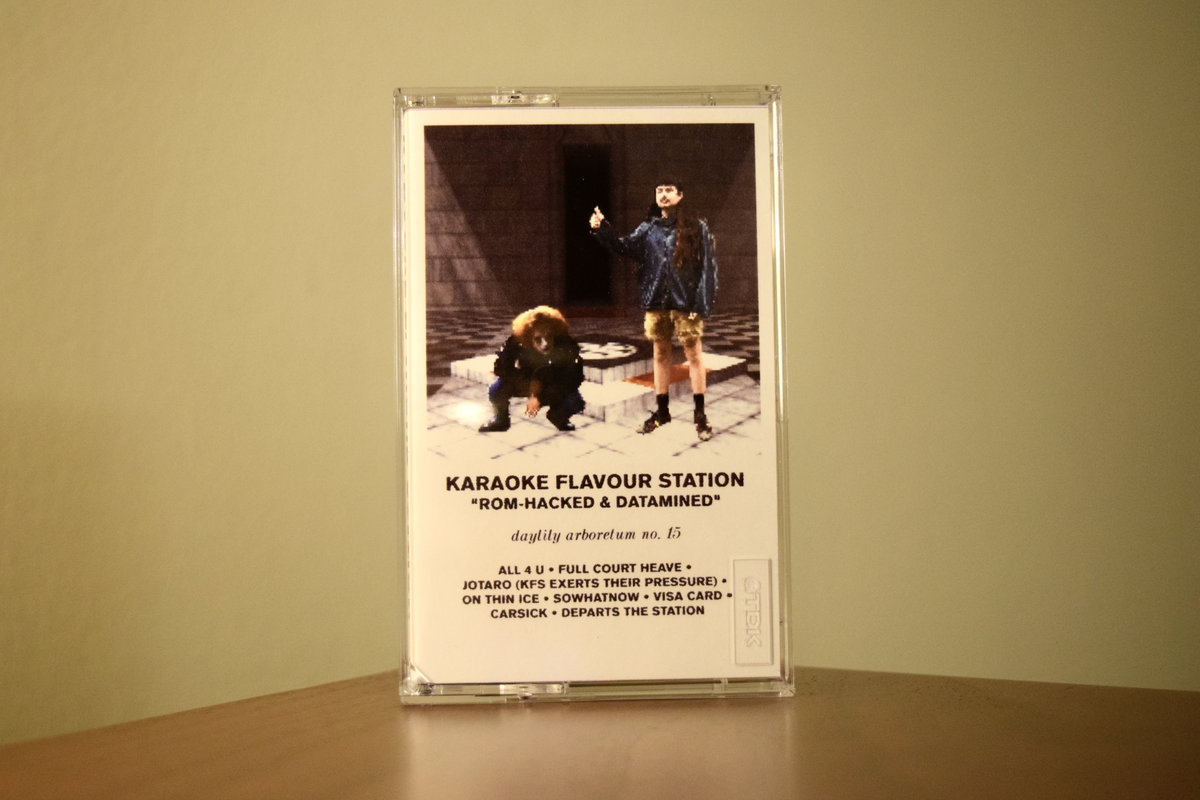 KARAOKE FLAVOUR STATION
"ROM-HACKED & DATAMINED"
daylily arboretum no. 15
ALL 4 U • FULL COURT HEAVE •
JOTARO (KFS EXERTS THEIR PRESSURE) •
ON THIN ICE • SOWHATNOW • VISA CARD •
CARSICK • DEPARTS THE STATION
TDK